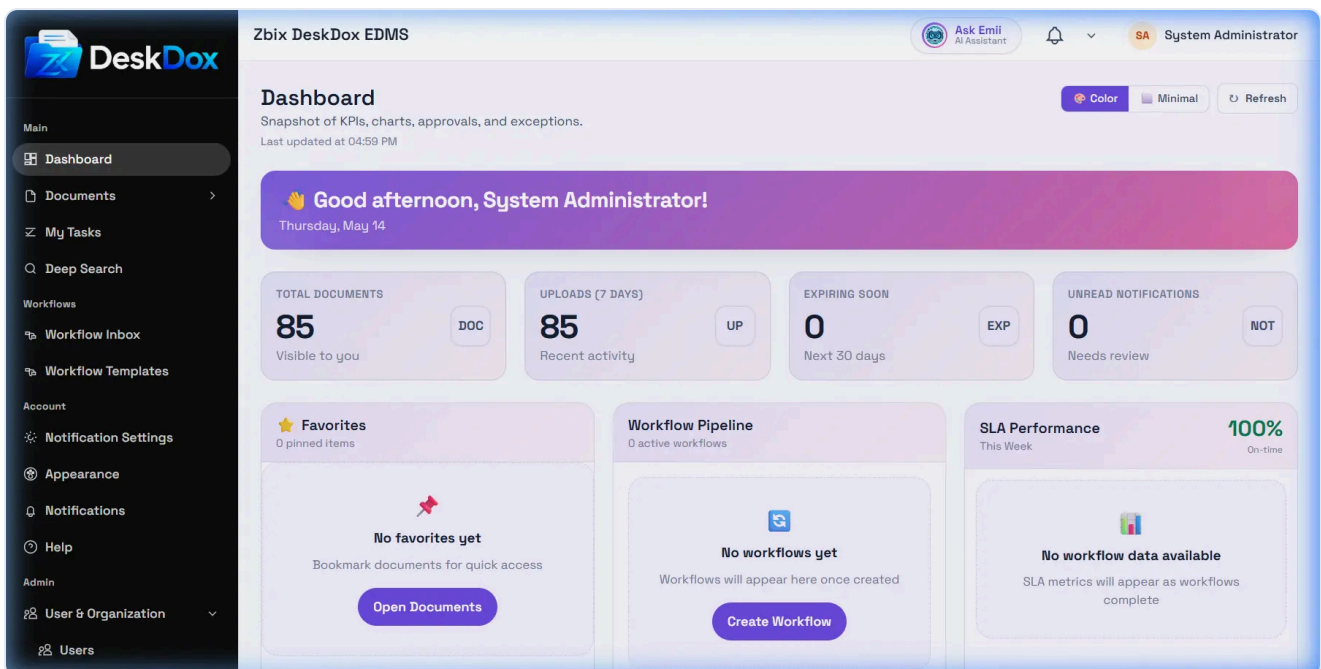 DeskDox
Main
Dashboard
Documents
My Tasks
Deep Search
Workflows
Workflow Inbox
Workflow Templates
Account
Notification Settings
Appearance
Notifications
Help
Admin
User & Organization
Users
Zbix DeskDox EDMS
Ask Emii
AI Assistant
SA System Administrator
Dashboard
Snapshot of KPIs, charts, approvals, and exceptions.
Last updated at 04:59 PM
Color Minimal Refresh
Good afternoon, System Administrator!
Thursday, May 14
TOTAL DOCUMENTS
85
DOC
Visible to you
UPLOADS (7 DAYS)
85
UP
Recent activity
EXPIRING SOON
0
EXP
Next 30 days
UNREAD NOTIFICATIONS
0
NOT
Needs review
Favorites
0 pinned items
No favorites yet
Bookmark documents for quick access
Open Documents
Workflow Pipeline
0 active workflows
No workflows yet
Workflows will appear here once created
Create Workflow
SLA Performance
This Week
100%
On-time
No workflow data available
SLA metrics will appear as workflows
complete